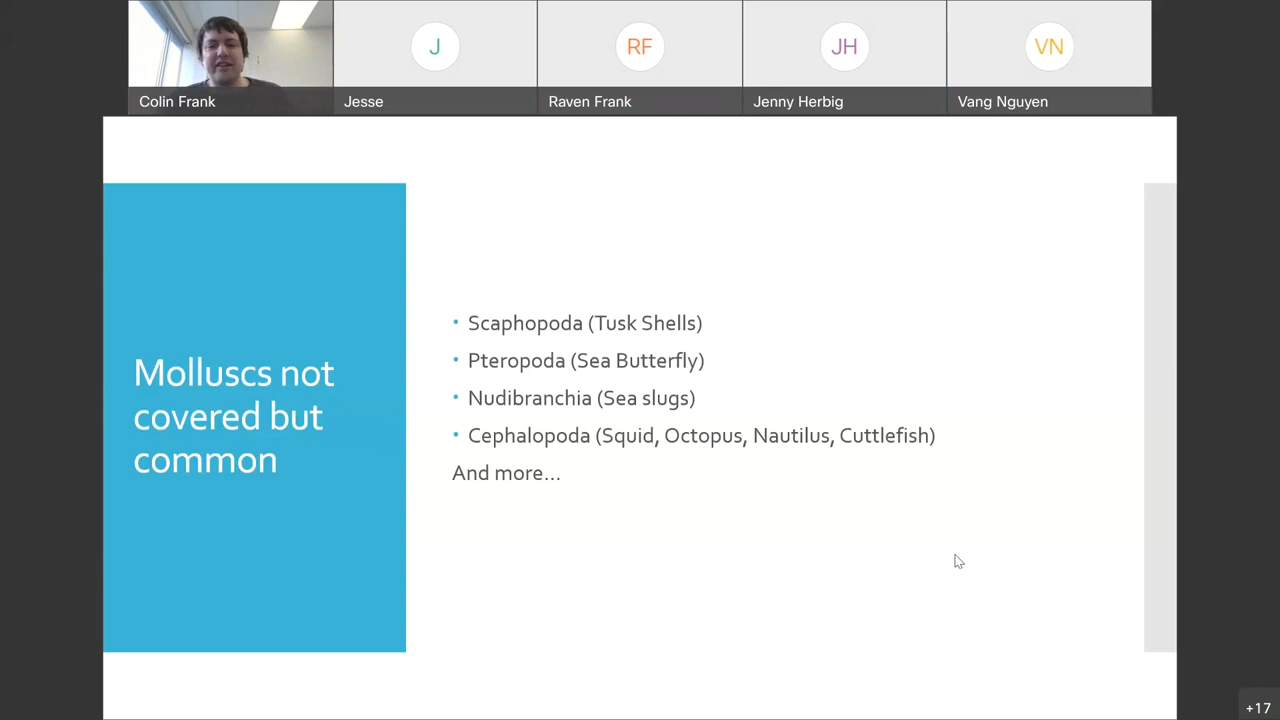 J
RF
JH
VN
Colin Frank
Jesse
Raven Frank
Jenny Herbig
Vang Nguyen
Molluscs not
covered but
common
• Scaphopoda (Tusk Shells)
• Pteropoda (Sea Butterfly)
• Nudibranchia (Sea slugs)
• Cephalopoda (Squid, Octopus, Nautilus, Cuttlefish)
And more...
+17